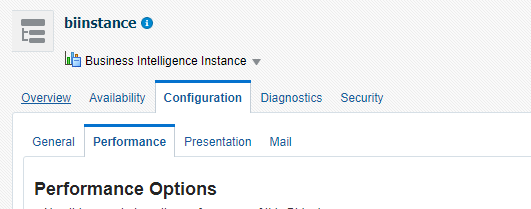 biinstance
Business Intelligence Instance
Overview Availability Configuration Diagnostics Security
General Performance Presentation Mail
Performance Options